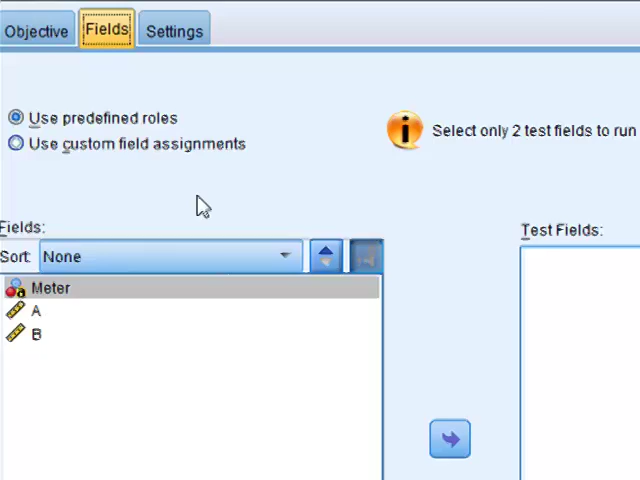 Objective Fields Settings
Use predefined roles
Use custom field assignments
Select only 2 test fields to run
Fields:
Test Fields:
Sort: None
Meter
A
B